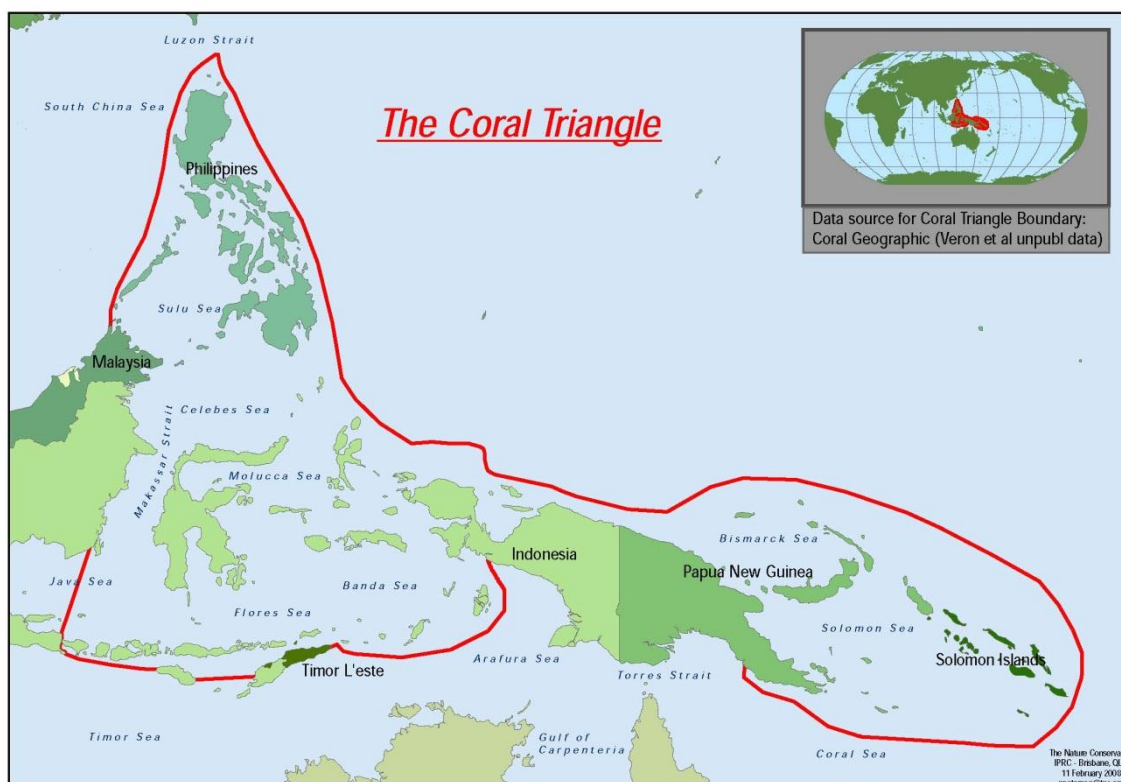 Luzon Strait
South China Sea
The Coral Triangle
Philippines
Data source for Coral Triangle Boundary:
Coral Geographic (Veron et al unpubl data)
Sulu Sea
Malaysia
Celebes Sea
Makassar Strait
Molucca Sea
Bismarck Sea
Indonesia
Papua New Guinea
Java Sea
Banda Sea
Flores Sea
Solomon Sea
Arafura Sea
Solomon Islands
Timor L'este
Torres Strait
Timor Sea
Gulf of
Carpenteria
Coral Sea
The Nature Conserva
IPRC - Brisbane, QL
11 February 2008